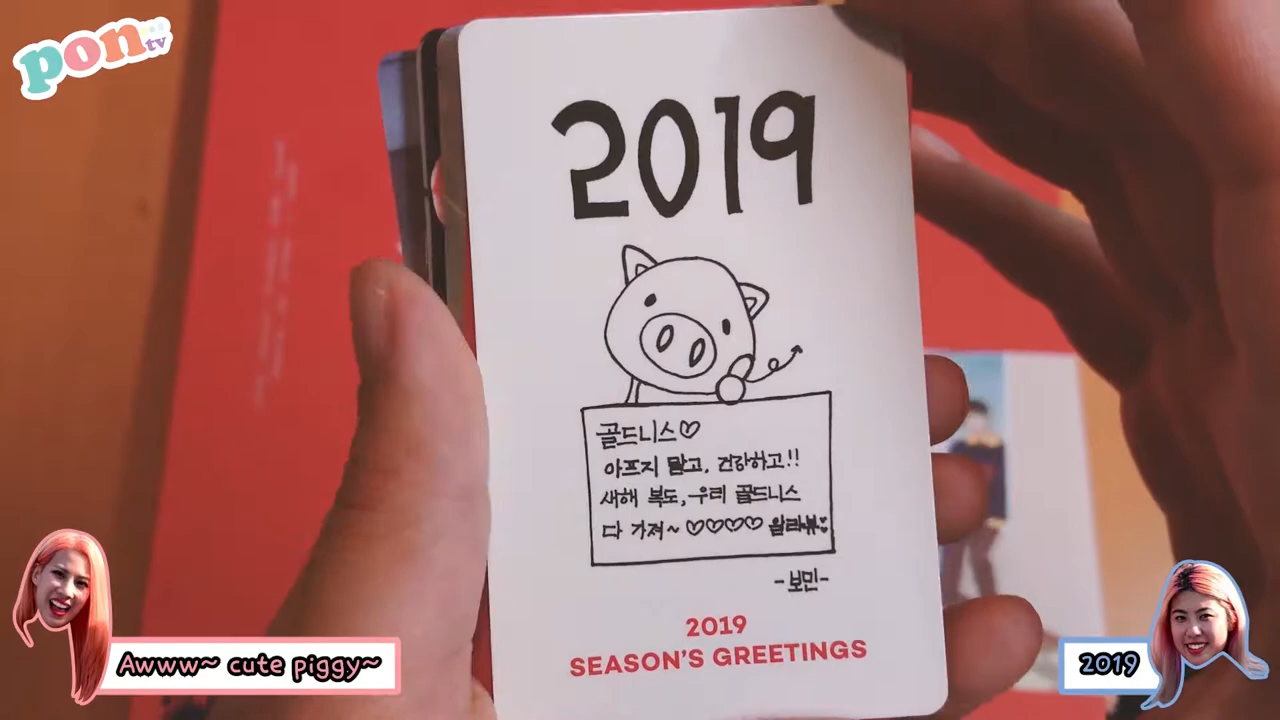 pon
tv
2019
골드니스♡
아프지 말고, 건강하고!!
새해 복도, 우리 골드니스
다 가져~ ♡♡♡♡ 알라뷰
-보민-
2019
SEASON'S GREETINGS
Awww~ cute piggy~
2019